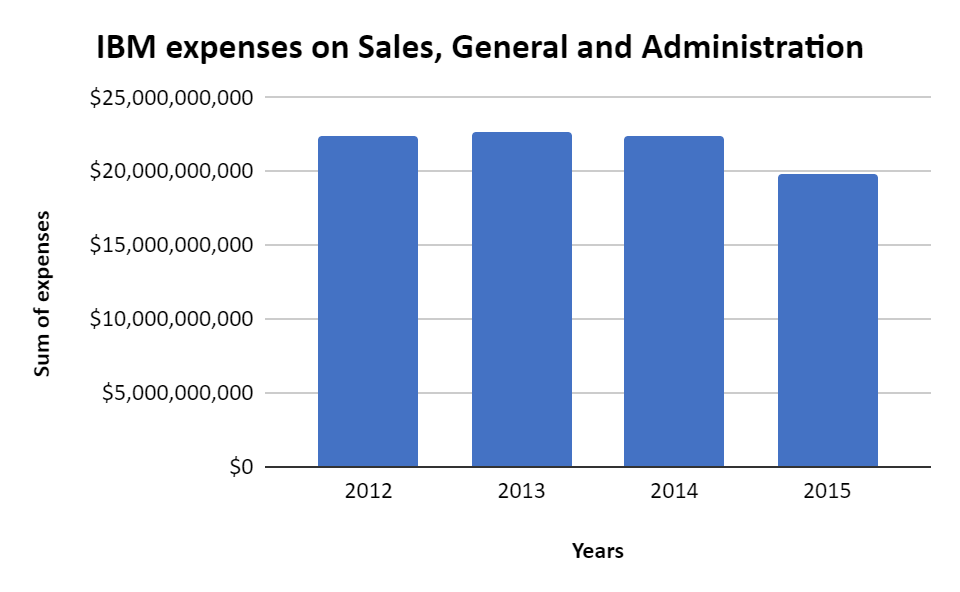 IBM expenses on Sales, General and Administration
$25,000,000,000
$20,000,000,000
$15,000,000,000
$10,000,000,000
$5,000,000,000
$0
Sum of expenses
2012 2013 2014 2015
Years